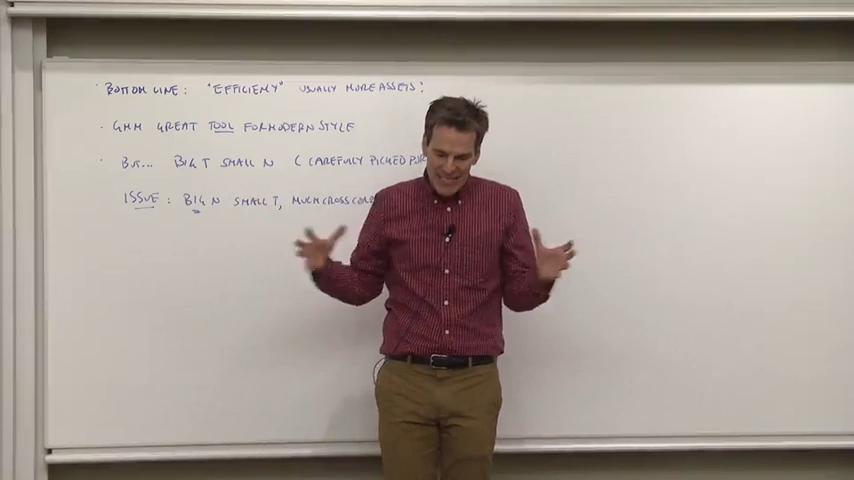 · BOTTOM LINE: "EFFICIENCY" USUALLY MORE ASSETS!
· GMM GREAT TOOL FOR MODERN STYLE
· BUT... BIG T SMALL N ( CAREFULLY PICKED
ISSUE: BIG N SMALL T, MUCH CROSS